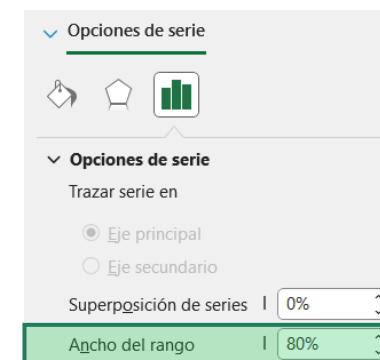 Opciones de serie
Opciones de serie
Trazar serie en
Eje principal
Eje secundario
Superposición de series 0%
Ancho del rango 80%